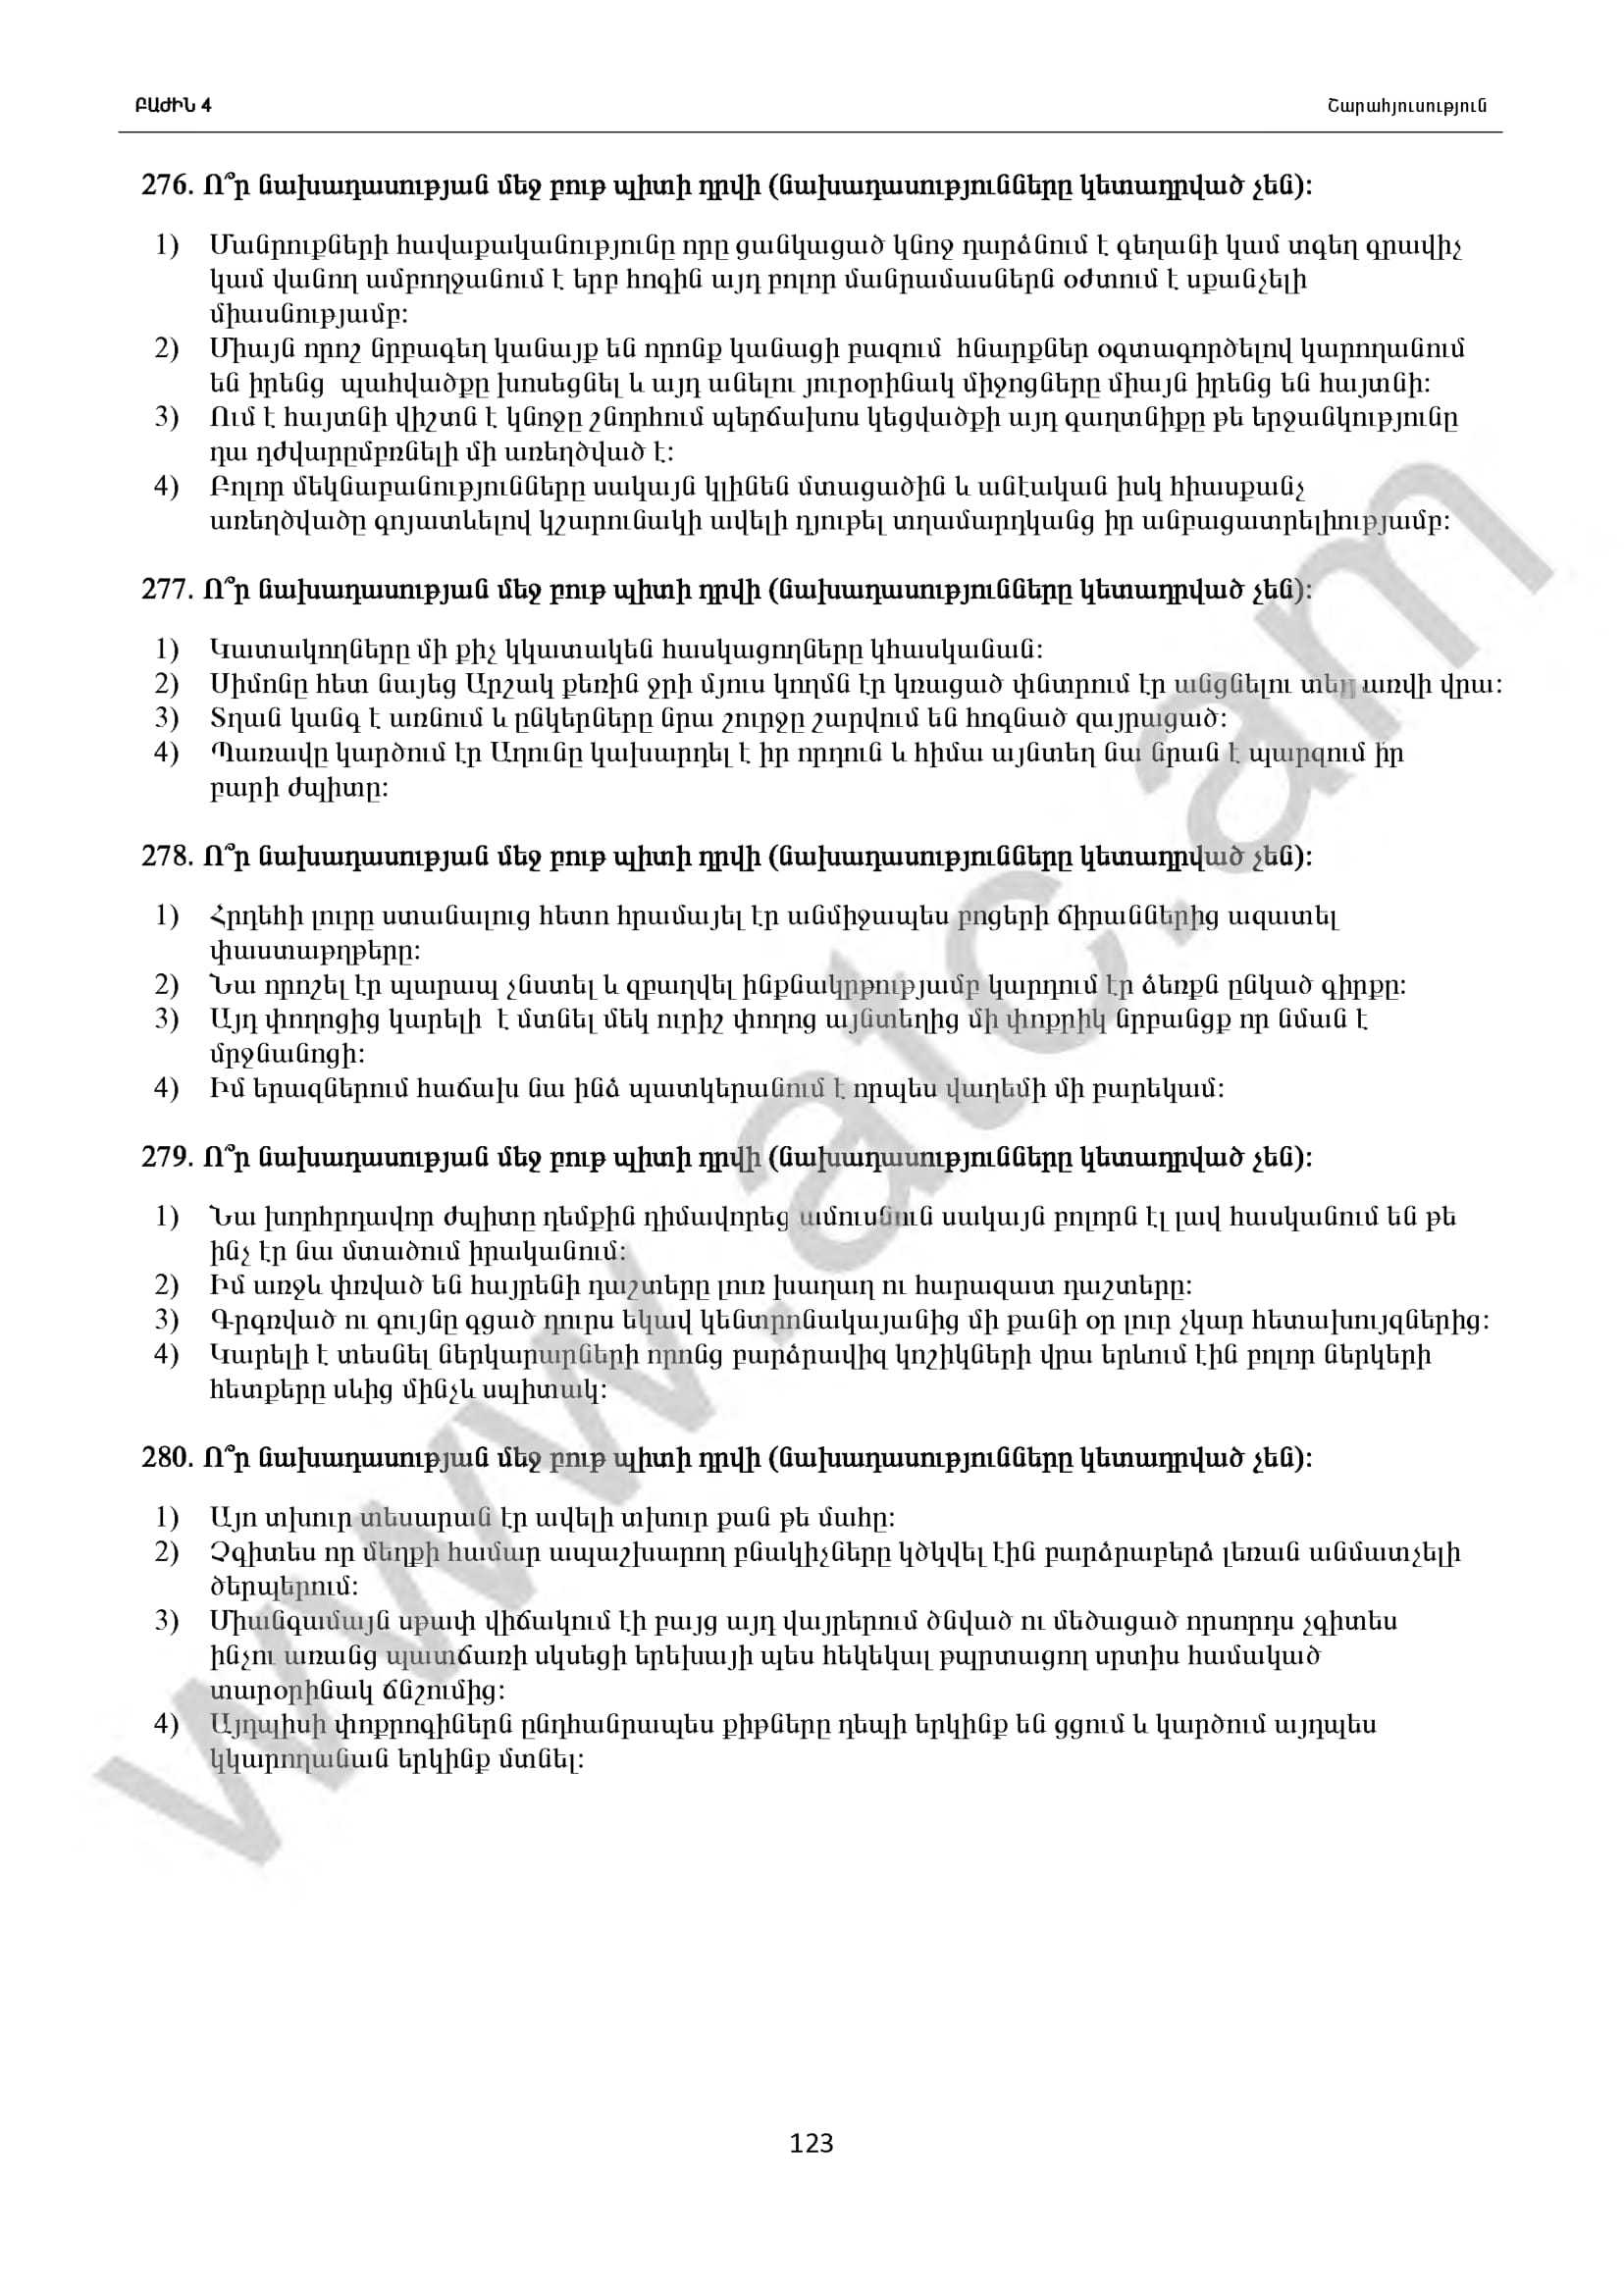 ԲԱԺԻՆ 4
Շարահյուսություն
276. Ո՞ր նախադասության մեջ բութ պիտի դրվի (նախադասությունները կետադրված չեն):
1) Մանրուքների հավաքականությունը որը ցանկացած կնոջ դարձնում է գեղանի կամ տգեղ գրավիչ
կամ վանող ամբողջանում է երբ հոգին այդ բոլոր մանրամասներն օժտում է սքանչելի
միասնությամբ:
2) Միայն որոշ նրբագեղ կանայք են որոնք կանացի բազում հնարքներ օգտագործելով կարողանում
են իրենց պահվածքը խոսեցնել և այդ անելու յուրօրինակ միջոցները միայն իրենց են հայտնի:
3) Ում է հայտնի վիշտն է կնոջը շնորհում պերճախոս կեցվածքի այդ գաղտնիքը թե երջանկությունը
դա դժվարըմբռնելի մի առեղծված է:
4) Բոլոր մեկնաբանությունները սակայն կլինեն մտացածին և անէական իսկ հիասքանչ
առեղծվածը գոյատևելով կշարունակի ավելի դյութել տղամարդկանց իր անբացատրելիությամբ:
277. Ո՞ր նախադասության մեջ բութ պիտի դրվի (նախադասությունները կետադրված չեն):
1) Կատակողները մի քիչ կկատակեն հասկացողները կհասկանան:
2) Սիմոնը հետ նայեց Արշակ քեռին ջրի մյուս կողմն էր կռացած փնտրում էր անցնելու տեղ առվի վրա:
3) Տղան կանգ է առնում և ընկերները նրա շուրջը շարվում են հոգնած զայրացած:
4) Պառավը կարծում էր Աղունը կախարդել է իր որդուն և հիմա այնտեղ նա նրան է պարզում իր
բարի ժպիտը:
278. Ո՞ր նախադասության մեջ բութ պիտի դրվի (նախադասությունները կետադրված չեն):
1) Հրդեհի լուրը ստանալուց հետո հրամայել էր անմիջապես բոցերի ճիրաններից ազատել
փաստաթղթերը:
2) Նա որոշել էր պարապ չնստել և զբաղվել ինքնակրթությամբ կարդում էր ձեռքն ընկած գիրքը:
3) Այդ փողոցից կարելի է մտնել մեկ ուրիշ փողոց այնտեղից մի փոքրիկ նրբանցք որ նման է
մրջնանոցի:
4) Իմ երազներում հաճախ նա ինձ պատկերանում է որպես վաղեմի մի բարեկամ:
279. Ո՞ր նախադասության մեջ բութ պիտի դրվի (նախադասությունները կետադրված չեն):
1) Նա խորհրդավոր ժպիտը դեմքին դիմավորեց ամուսնուն սակայն բոլորն էլ լավ հասկանում են թե
ինչ էր նա մտածում իրականում:
2) Իմ առջև փռված են հայրենի դաշտերը լուռ խաղաղ ու հարազատ դաշտերը:
3) Գրգռված ու գույնը գցած դուրս եկավ կենտրոնակայանից մի քանի օր լուր չկար հետախույզներից:
4) Կարելի է տեսնել ներկարարների որոնց բարձրավիզ կոշիկների վրա երևում էին բոլոր ներկերի
հետքերը սևից մինչև սպիտակ:
280. Ո՞ր նախադասության մեջ բութ պիտի դրվի (նախադասությունները կետադրված չեն):
1) Այո տխուր տեսարան էր ավելի տխուր քան թե մահը:
2) Չգիտես որ մեղքի համար ապաշխարող բնակիչները կծկվել էին բարձրաբերձ լեռան անմատչելի
ծերպերում:
3) Միանգամայն սթափ վիճակում էի բայց այդ վայրերում ծնված ու մեծացած որսորդս չգիտես
ինչու առանց պատճառի սկսեցի երեխայի պես հեկեկալ թպրտացող սրտիս համակած
տարօրինակ ճնշումից:
4) Այդպիսի փոքրոգիներն ընդհանրապես քիթները դեպի երկինք են ցցում և կարծում այդպես
կկարողանան երկինք մտնել:
www.atc.am
123